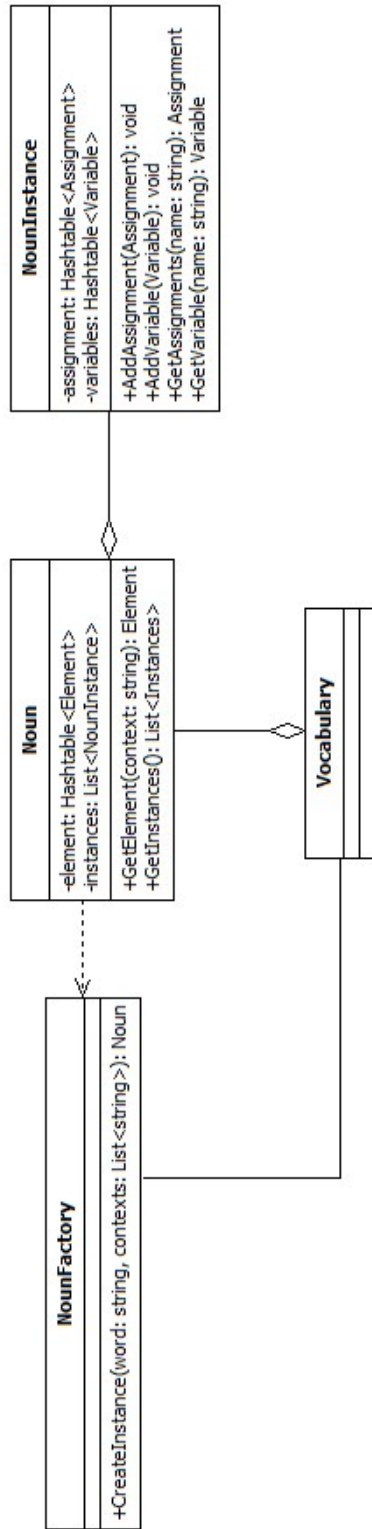 NounFactory
+CreateInstance(word: string, contexts: List<string>): Noun
Noun
-element: Hashtable<Element>
-instances: List<NounInstance>
+GetElement(context: string): Element
+GetInstances(): List<Instances>
NounInstance
-assignment: Hashtable<Assignment>
-variables: Hashtable<Variable>
+AddAssignment(Assignment): void
+AddVariable(Variable): void
+GetAssignments(name: string): Assignment
+GetVariable(name: string): Variable
Vocabulary